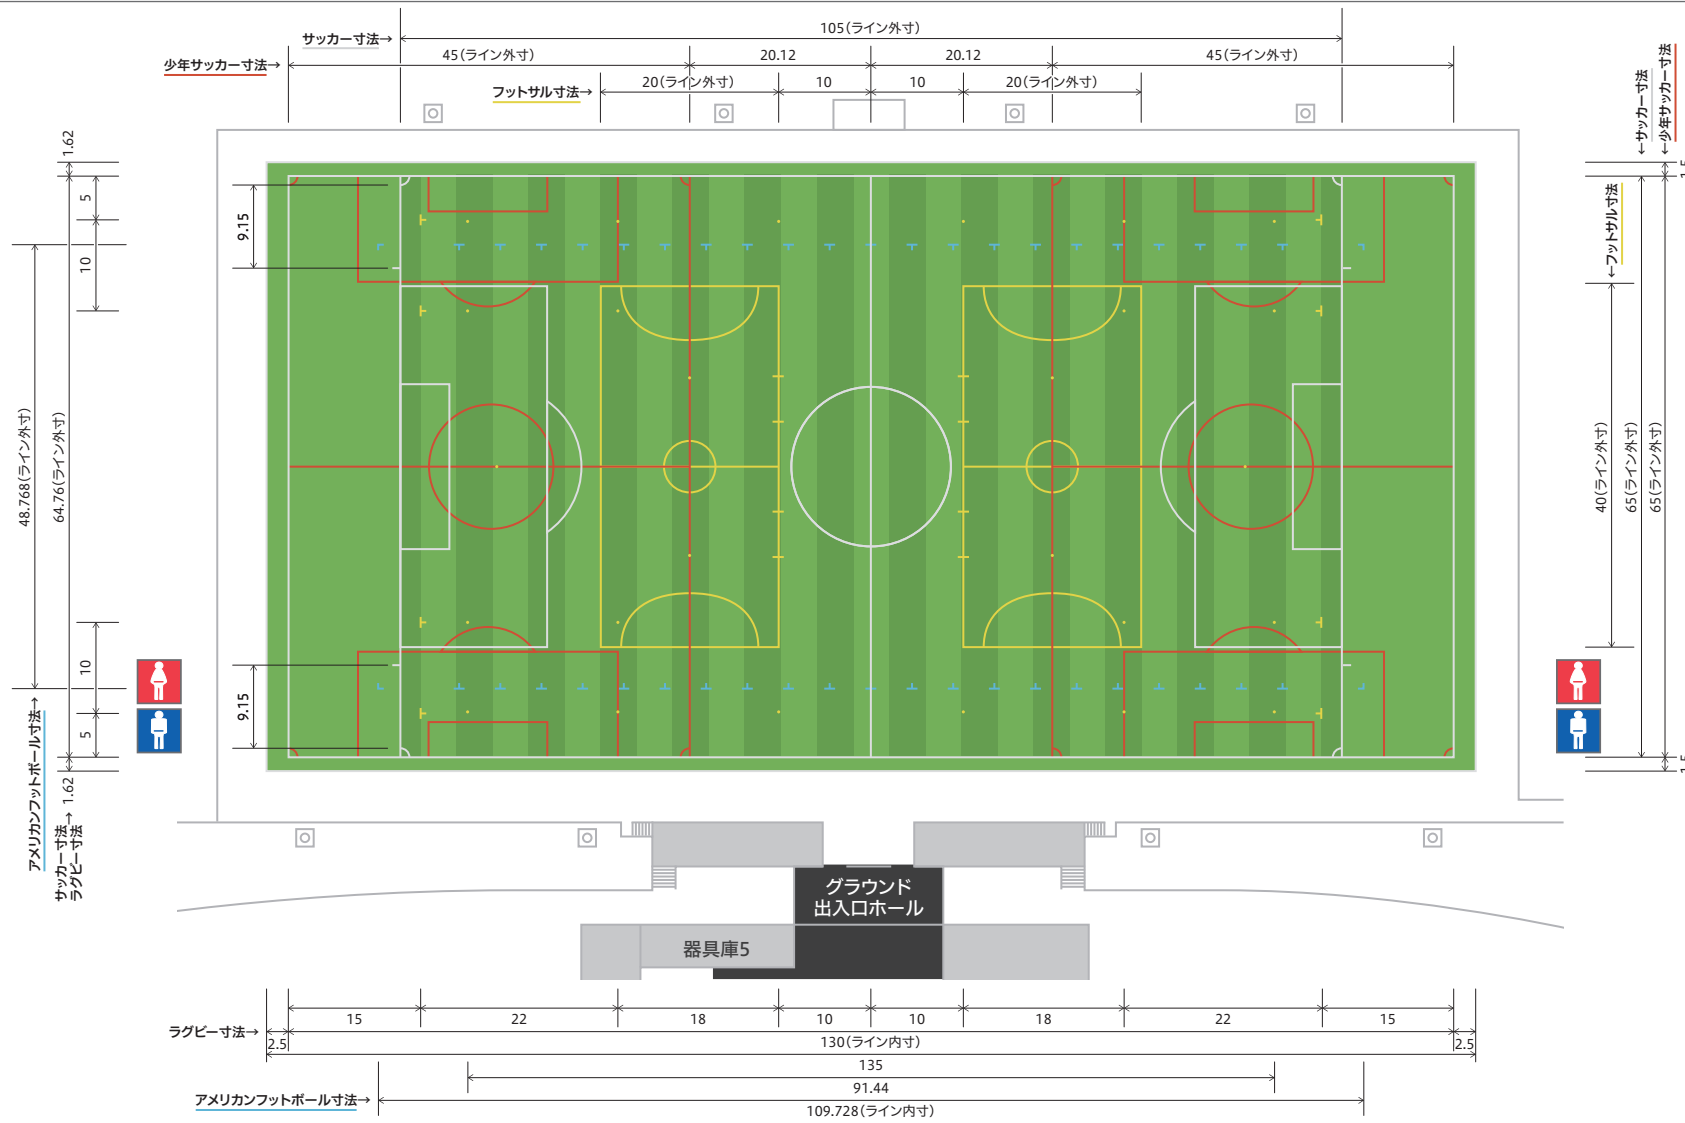 105(ライン外寸)
サッカー寸法→
45(ライン外寸)
20.12
20.12
45(ライン外寸)
少年サッカー寸法→
20(ライン外寸)
10
10
20(ライン外寸)
フットサル寸法→
←サッカー寸法
←少年サッカー寸法
←フットサル寸法
1.62
5
10
9.15
9.15
48.768(ライン外寸)
64.76(ライン外寸)
40(ライン外寸)
65(ライン外寸)
65(ライン外寸)
10
5
1.62
アメリカンフットボール寸法→
サッカー寸法→
ラグビー寸法
グラウンド
出入口ホール
器具庫5
15
22
18
10
10
18
22
15
ラグビー寸法→
2.5
130(ライン内寸)
2.5
135
91.44
アメリカンフットボール寸法→
109.728(ライン内寸)